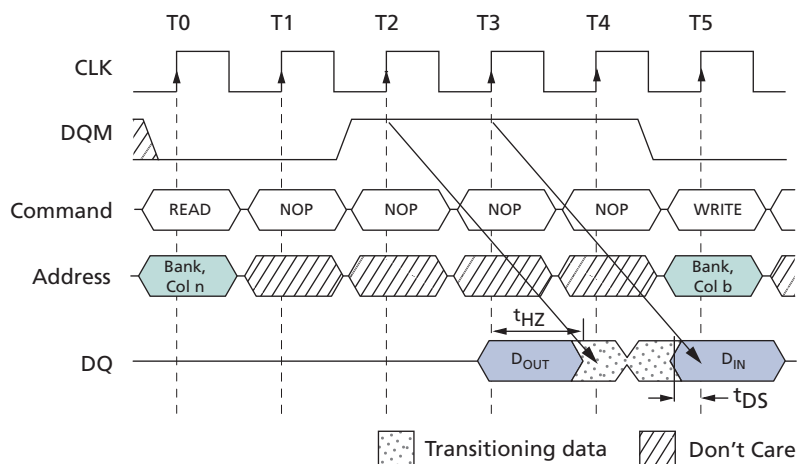 T0 T1 T2 T3 T4 T5
CLK
DQM
Command READ NOP NOP NOP NOP WRITE
Address Bank, Col n Bank, Col b
tHZ
DQ DOUT DIN
tDS
Transitioning data Don't Care